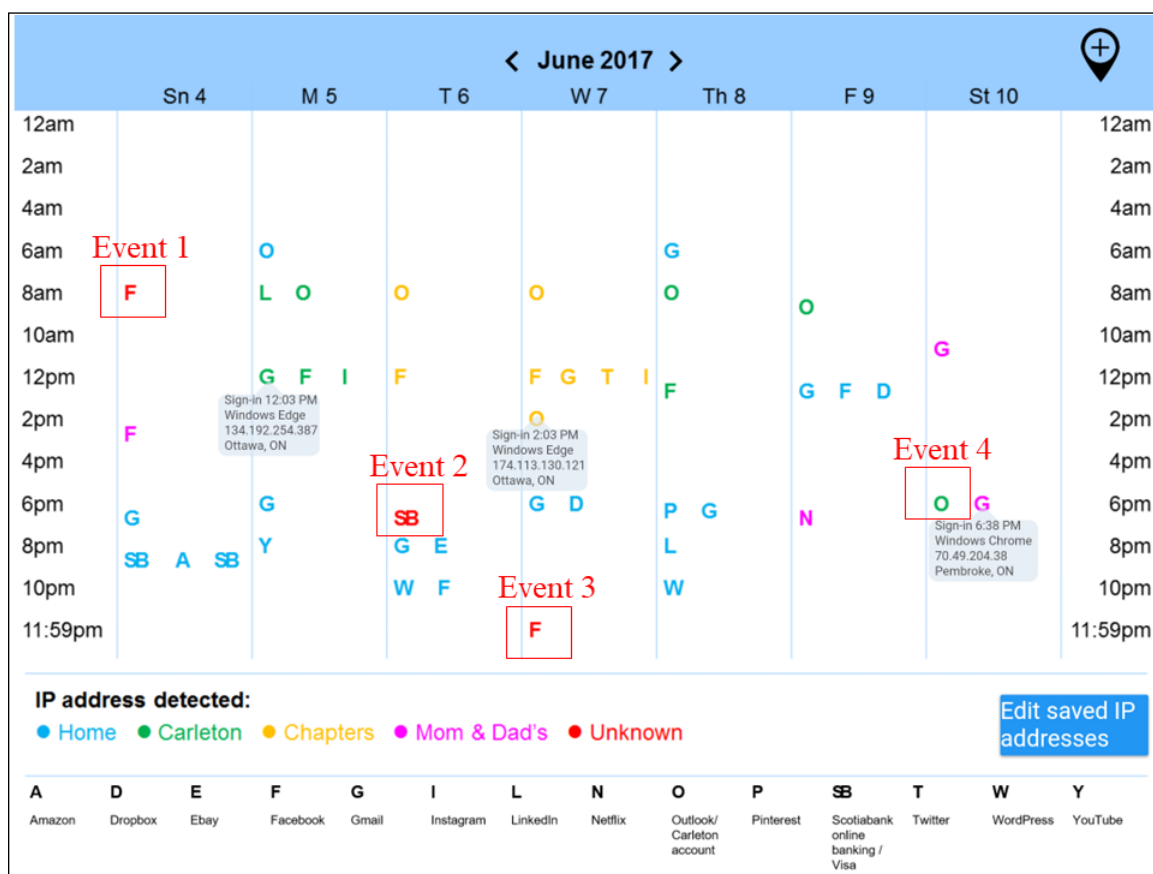 < June 2017 >
Sn 4 M 5 T 6 W 7 Th 8 F 9 St 10
12am 12am
2am 2am
4am 4am
Event 1
6am O G 6am
8am F L O O O O 8am
O
10am 10am
G
12pm G F I F F G T I 12pm
F G F D
Sign-in 12:03 PM
Windows Edge
134.192.254.387
Ottawa, ON
2pm O 2pm
F
Sign-in 2:03 PM
Windows Edge
174.113.130.121
Ottawa, ON
4pm 4pm
Event 2
Event 4
6pm G G D P G O G 6pm
G SB N
Sign-in 6:38 PM
Windows Chrome
70.49.204.38
Pembroke, ON
8pm Y G E L 8pm
SB A SB
10pm W F W 10pm
Event 3
11:59pm F 11:59pm
IP address detected:
Home Carleton Chapters Mom & Dad's Unknown
Edit saved IP
addresses
A D E F G I L N O P SB T W Y
Amazon Dropbox Ebay Facebook Gmail Instagram LinkedIn Netflix Outlook/ Pinterest Scotiabank Twitter WordPress YouTube
Carleton online
account banking /
Visa